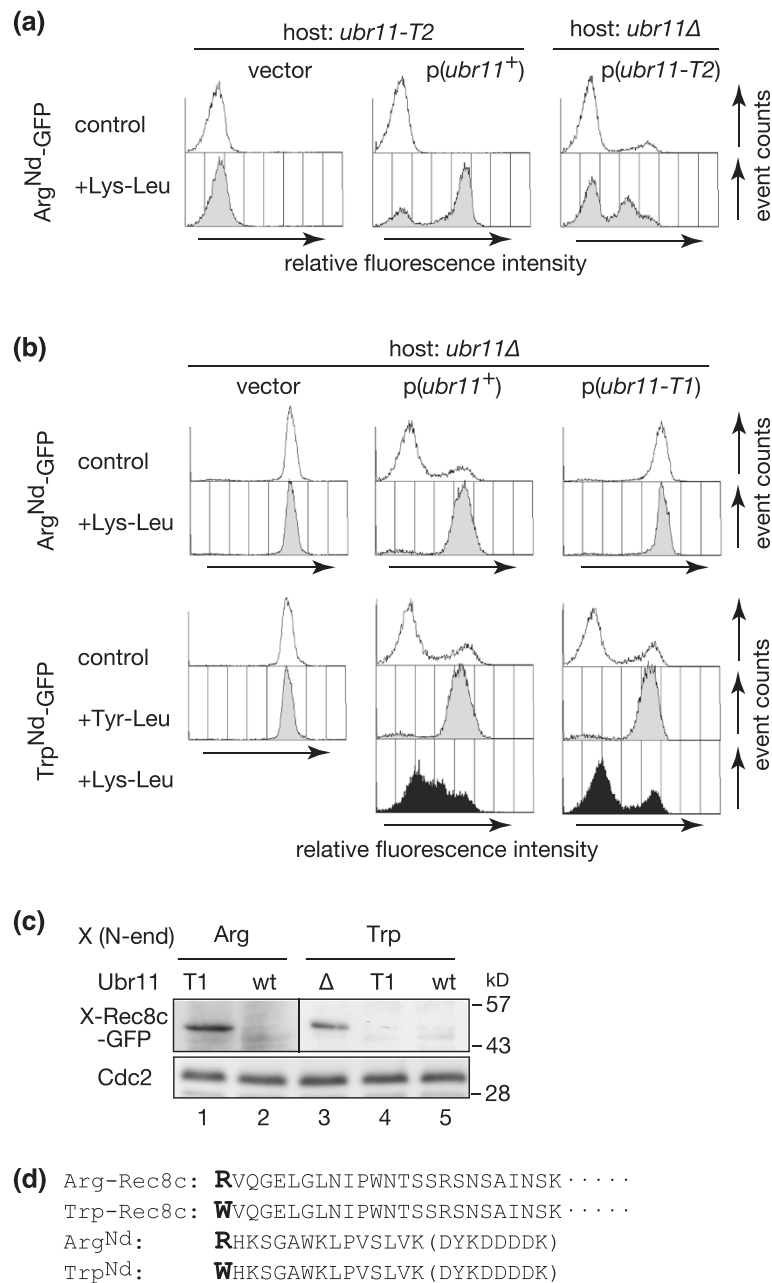 (a)
host: ubr11-T2 host: ubr11Δ
vector p(ubr11+) p(ubr11-T2)
ArgNd-GFP
control
+Lys-Leu
event counts
relative fluorescence intensity
(b)
host: ubr11Δ
vector p(ubr11+) p(ubr11-T1)
ArgNd-GFP
control
+Lys-Leu
event counts
TrpNd-GFP
control
+Tyr-Leu
+Lys-Leu
event counts
relative fluorescence intensity
(c)
X (N-end) Arg Trp
Ubr11 T1 wt Δ T1 wt kD
X-Rec8c
-GFP
57
43
Cdc2
28
1 2 3 4 5
(d) Arg-Rec8c: RVQGELGLNIPWNTSSRSNSAINSK·····
Trp-Rec8c: WVQGELGLNIPWNTSSRSNSAINSK·····
ArgNd: RHKSGAWKLPVSLVK(DYKDDDDK)
TrpNd: WHKSGAWKLPVSLVK(DYKDDDDK)